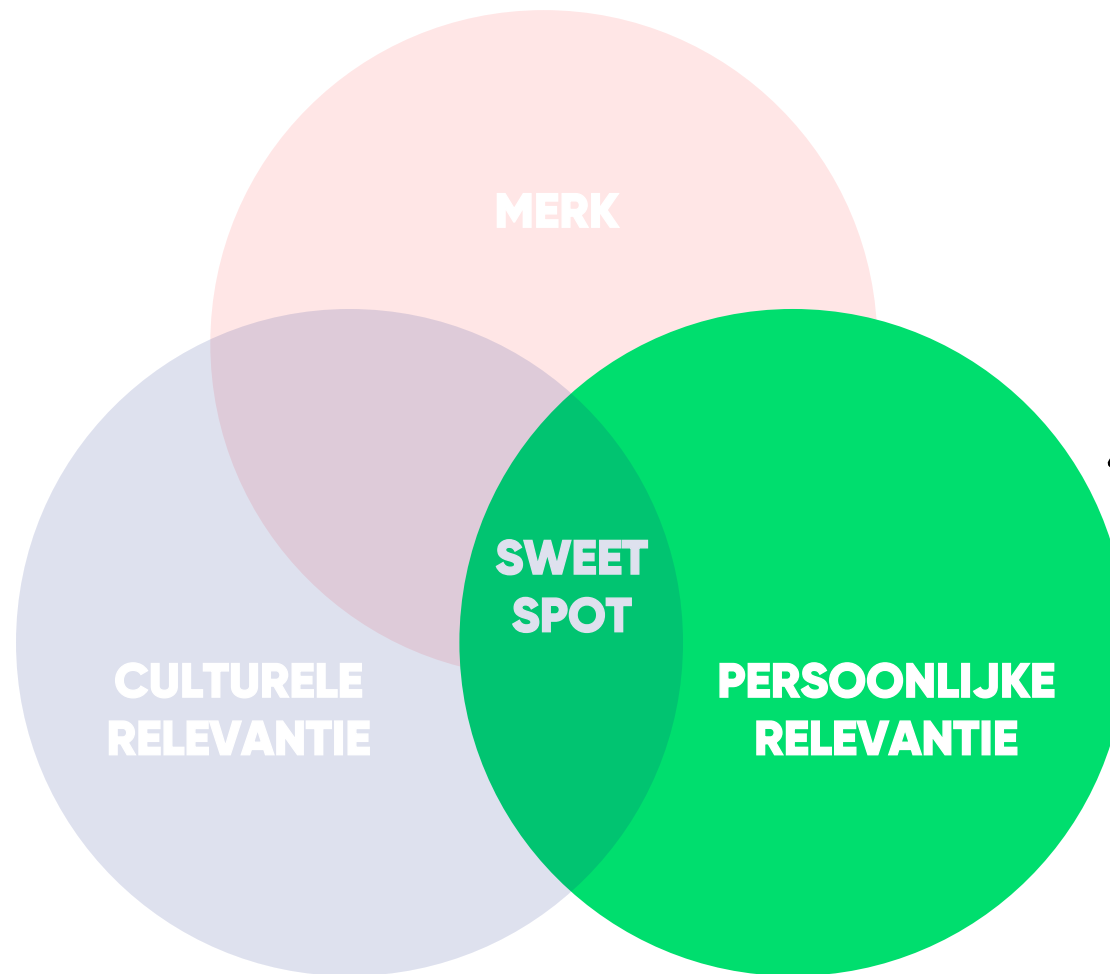 MERK
SWEET
SPOT
CULTURELE
RELEVANTIE
PERSOONLIJKE
RELEVANTIE